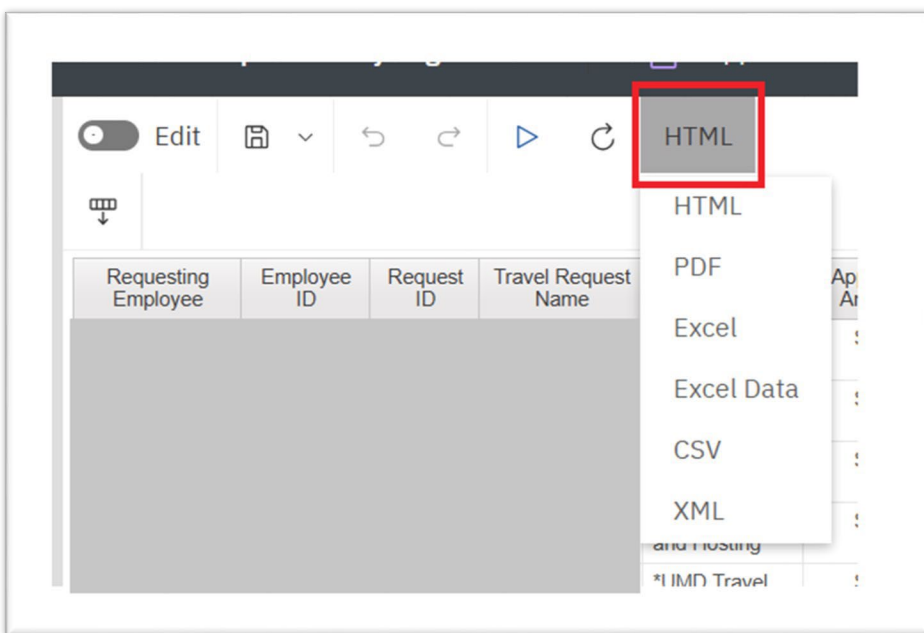 Edit
HTML
HTML
PDF
Excel
Excel Data
CSV
XML
Requesting
Employee
Employee
ID
Request
ID
Travel Request
Name
and Hosting
*UMD Travel